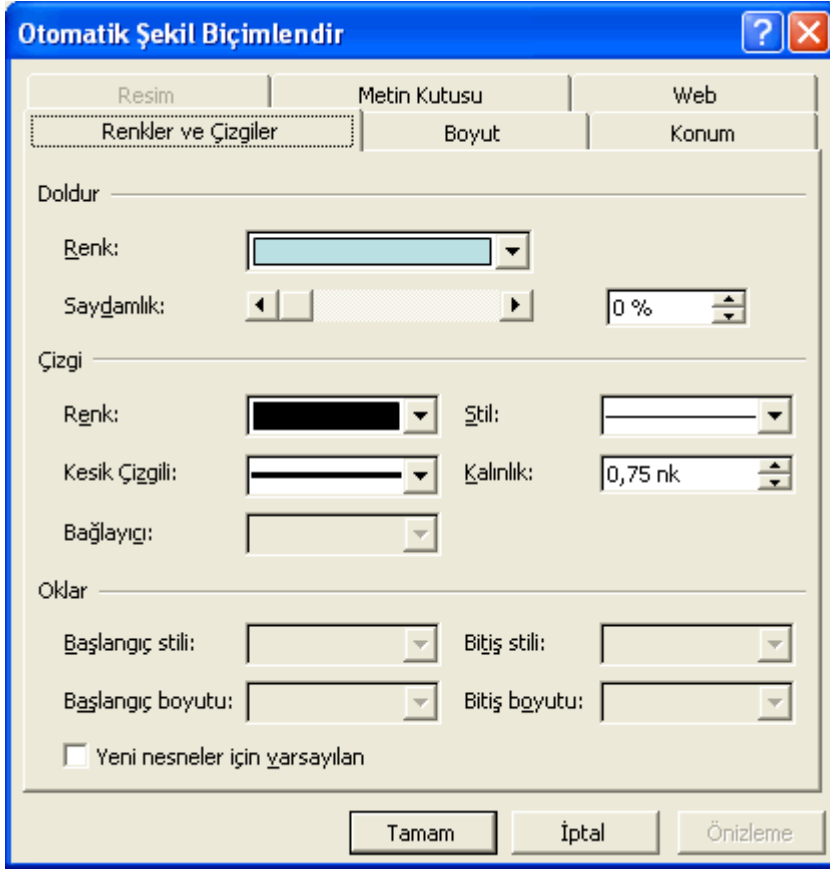 Otomatik Şekil Biçimlendir
Resim Metin Kutusu Web
Renkler ve Çizgiler Boyut Konum
Doldur
Renk:
Saydamlık: 0 %
Çizgi
Renk: Stil:
Kesik Çizgili: Kalınlık: 0,75 nk
Bağlayıcı:
Oklar
Başlangıç stili: Bitiş stili:
Başlangıç boyutu: Bitiş boyutu:
Yeni nesneler için varsayılan
Tamam İptal Önizleme